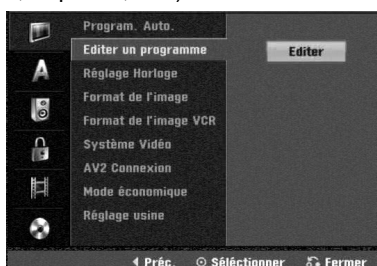 Program. Auto.
Editer un programme
Editer
Réglage Horloge
Format de l'image
Format de l'image VCR
Système Vidéo
AV2 Connexion
Mode économique
Réglage usine
Préc. Séléctionner Fermer